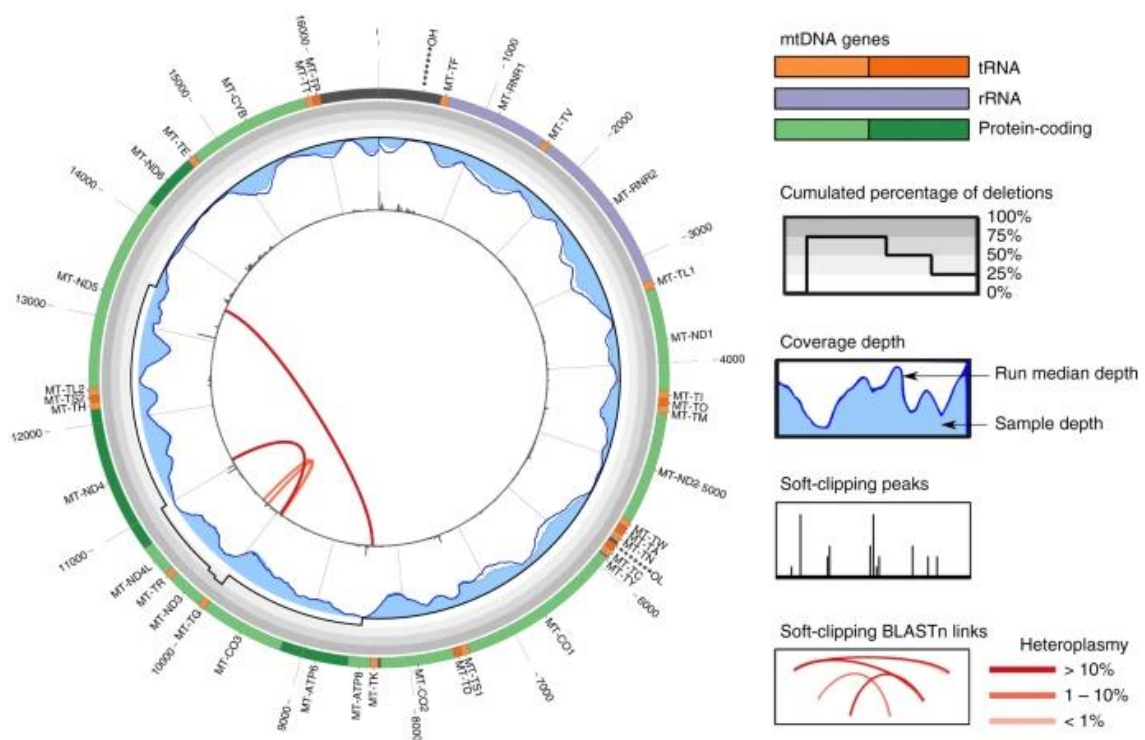 1
********OH
MT-TF
1000
MT-RNR1
MT-TV
2000
MT-RNR2
3000
MT-TL1
MT-ND1
4000
MT-TI
MT-TQ
MT-TM
MT-ND2
5000
MT-TW
MT-TA
MT-TN
********OL
MT-TC
MT-TY
6000
MT-CO1
7000
MT-TS1
MT-TD
MT-CO2
8000
MT-TK
MT-ATP8
MT-ATP6
9000
MT-CO3
MT-TG
10000
MT-ND3
MT-TR
MT-ND4L
11000
MT-ND4
12000
MT-TH
MT-TS2
MT-TL2
13000
MT-ND5
14000
MT-ND6
MT-TE
15000
MT-CYB
MT-TT
MT-TP
16000
mtDNA genes
tRNA
rRNA
Protein-coding
Cumulated percentage of deletions
100%
75%
50%
25%
0%
Coverage depth
Run median depth
Sample depth
Soft-clipping peaks
Soft-clipping BLASTn links
Heteroplasmy
> 10%
1 – 10%
< 1%